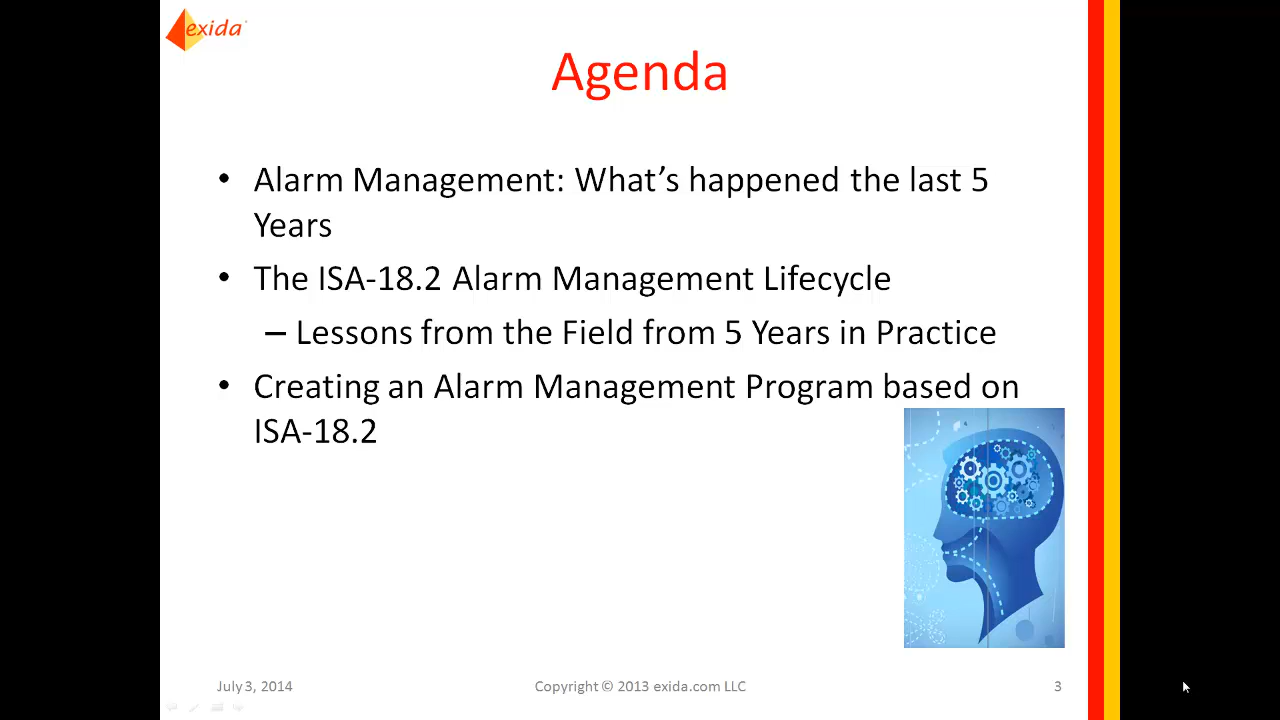 exida
Agenda
• Alarm Management: What's happened the last 5
Years
• The ISA-18.2 Alarm Management Lifecycle
– Lessons from the Field from 5 Years in Practice
• Creating an Alarm Management Program based on
ISA-18.2
July 3, 2014
Copyright © 2013 exida.com LLC
3